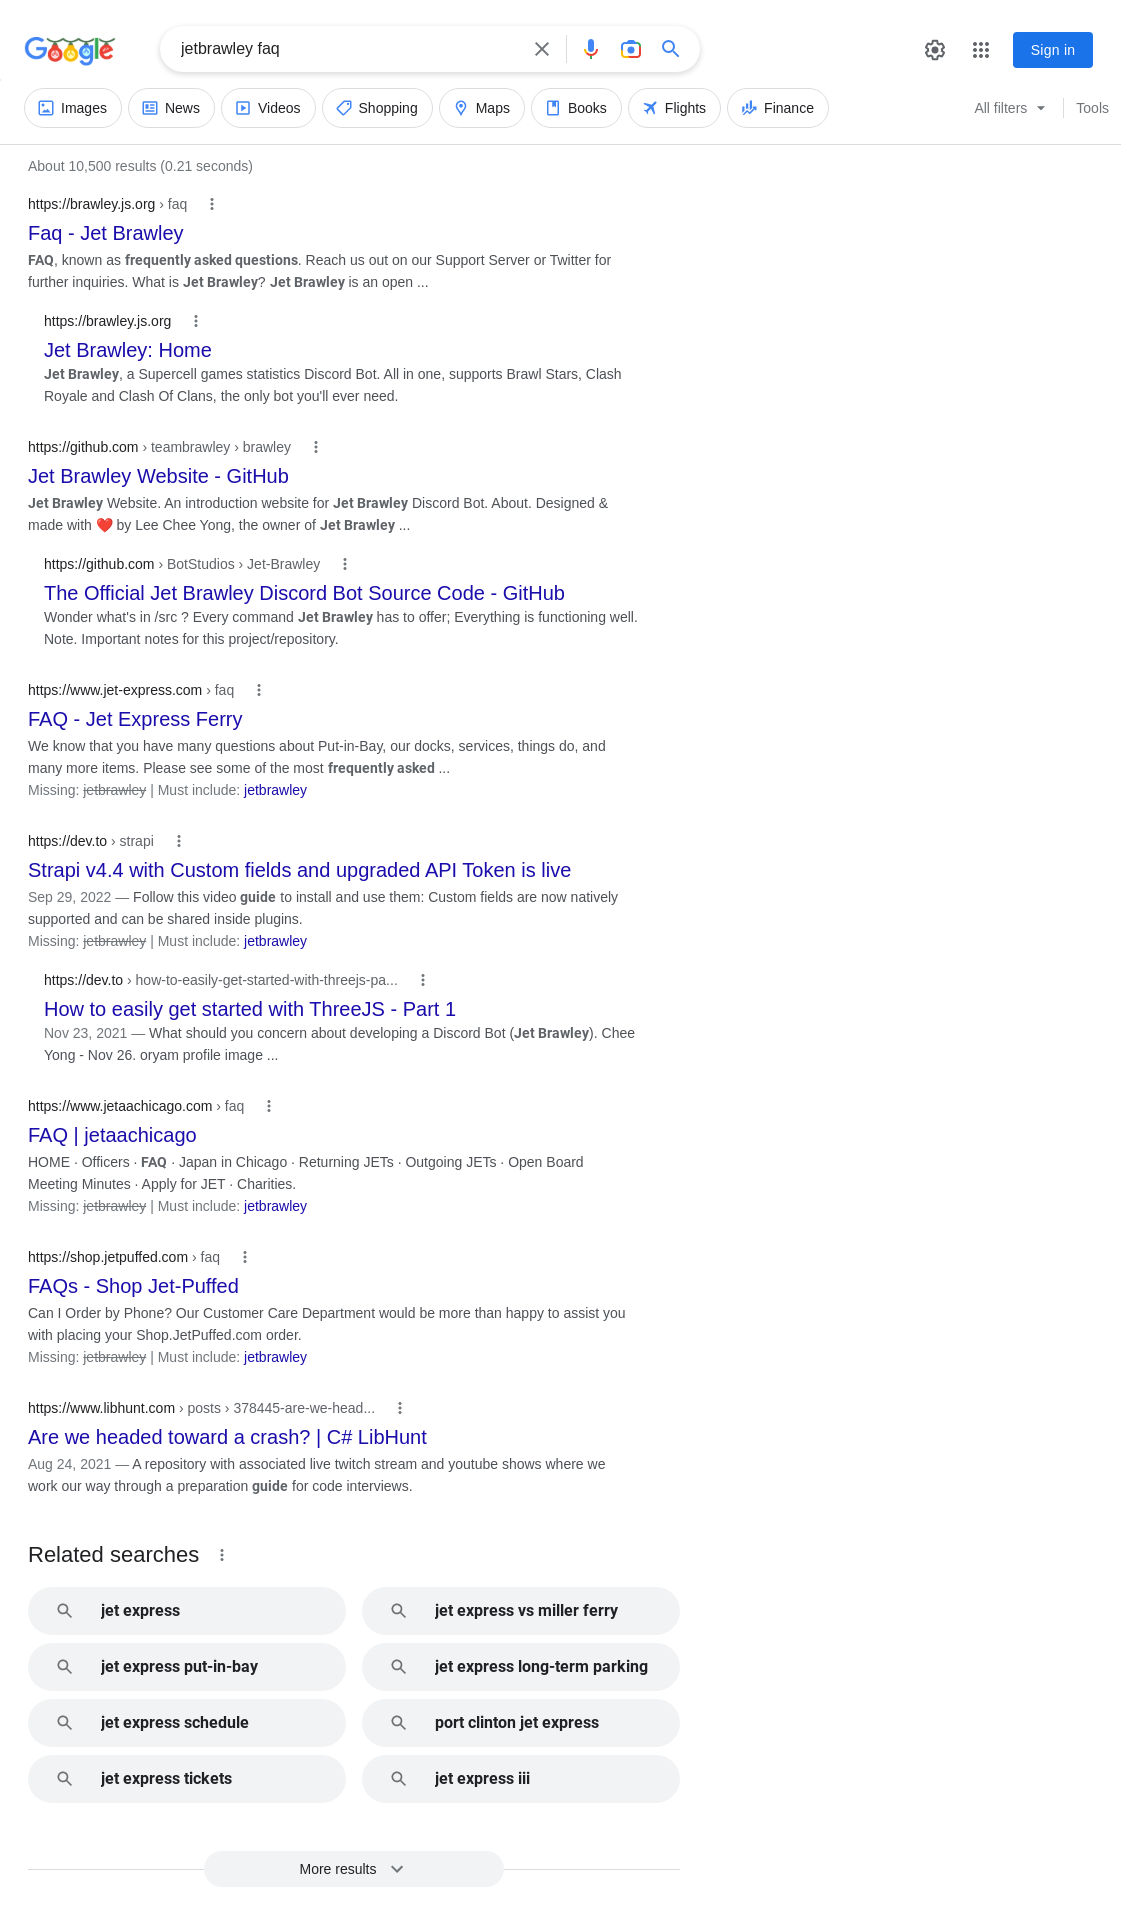 Google
jetbrawley faq
Sign in
Images News Videos Shopping Maps Books Flights Finance All filters Tools
About 10,500 results (0.21 seconds)
https://brawley.js.org › faq
Faq - Jet Brawley
FAQ, known as frequently asked questions. Reach us out on our Support Server or Twitter for
further inquiries. What is Jet Brawley? Jet Brawley is an open ...
https://brawley.js.org
Jet Brawley: Home
Jet Brawley, a Supercell games statistics Discord Bot. All in one, supports Brawl Stars, Clash
Royale and Clash Of Clans, the only bot you'll ever need.
https://github.com › teambrawley › brawley
Jet Brawley Website - GitHub
Jet Brawley Website. An introduction website for Jet Brawley Discord Bot. About. Designed &
made with ❤️ by Lee Chee Yong, the owner of Jet Brawley ...
https://github.com › BotStudios › Jet-Brawley
The Official Jet Brawley Discord Bot Source Code - GitHub
Wonder what's in /src ? Every command Jet Brawley has to offer; Everything is functioning well.
Note. Important notes for this project/repository.
https://www.jet-express.com › faq
FAQ - Jet Express Ferry
We know that you have many questions about Put-in-Bay, our docks, services, things do, and
many more items. Please see some of the most frequently asked ...
Missing: jetbrawley | Must include: jetbrawley
https://dev.to › strapi
Strapi v4.4 with Custom fields and upgraded API Token is live
Sep 29, 2022 — Follow this video guide to install and use them: Custom fields are now natively
supported and can be shared inside plugins.
Missing: jetbrawley | Must include: jetbrawley
https://dev.to › how-to-easily-get-started-with-threejs-pa...
How to easily get started with ThreeJS - Part 1
Nov 23, 2021 — What should you concern about developing a Discord Bot (Jet Brawley). Chee
Yong - Nov 26. oryam profile image ...
https://www.jetaachicago.com › faq
FAQ | jetaachicago
HOME · Officers · FAQ · Japan in Chicago · Returning JETs · Outgoing JETs · Open Board
Meeting Minutes · Apply for JET · Charities.
Missing: jetbrawley | Must include: jetbrawley
https://shop.jetpuffed.com › faq
FAQs - Shop Jet-Puffed
Can I Order by Phone? Our Customer Care Department would be more than happy to assist you
with placing your Shop.JetPuffed.com order.
Missing: jetbrawley | Must include: jetbrawley
https://www.libhunt.com › posts › 378445-are-we-head...
Are we headed toward a crash? | C# LibHunt
Aug 24, 2021 — A repository with associated live twitch stream and youtube shows where we
work our way through a preparation guide for code interviews.
Related searches
jet express
jet express vs miller ferry
jet express put-in-bay
jet express long-term parking
jet express schedule
port clinton jet express
jet express tickets
jet express iii
More results